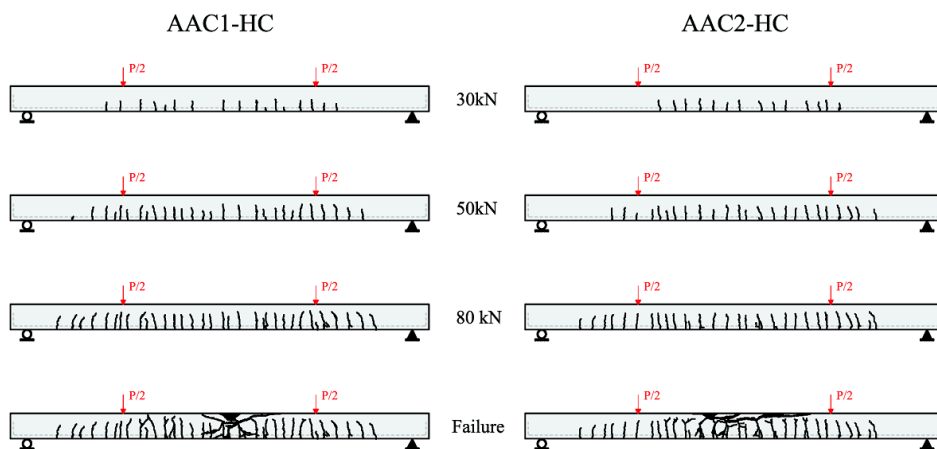 AAC1-HC AAC2-HC
P/2 P/2 P/2 P/2
30kN
P/2 P/2 P/2 P/2
50kN
P/2 P/2 P/2 P/2
80 kN
P/2 P/2 P/2 P/2
Failure